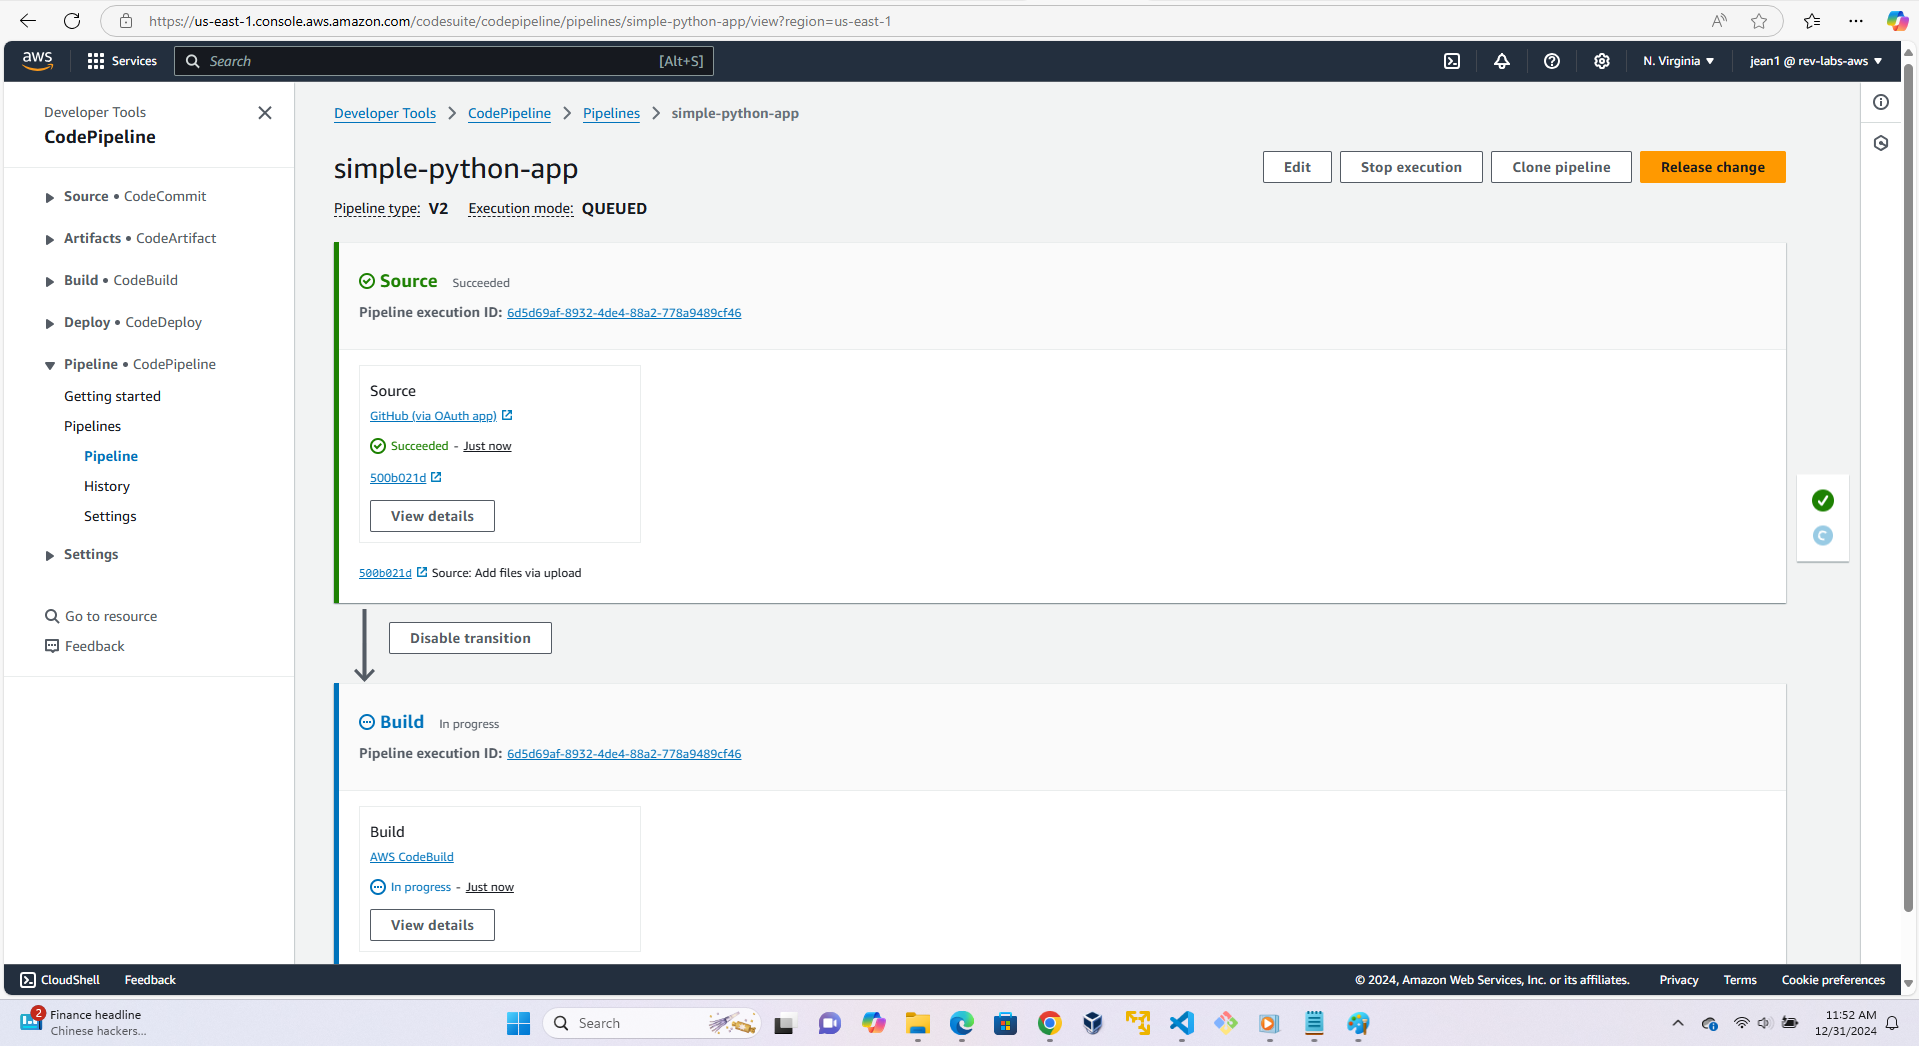 https://us-east-1.console.aws.amazon.com/codesuite/codepipeline/pipelines/simple-python-app/view?region=us-east-1
aws Services Search [Alt+S] N. Virginia jean1 @ rev-labs-aws
Developer Tools
CodePipeline
Source • CodeCommit
Artifacts • CodeArtifact
Build • CodeBuild
Deploy • CodeDeploy
Pipeline • CodePipeline
Getting started
Pipelines
Pipeline
History
Settings
Settings
Go to resource
Feedback
Developer Tools > CodePipeline > Pipelines > simple-python-app
simple-python-app
Edit
Stop execution
Clone pipeline
Release change
Pipeline type: V2 Execution mode: QUEUED
Source Succeeded
Pipeline execution ID: 6d5d69af-8932-4de4-88a2-778a9489cf46
Source
GitHub (via OAuth app)
Succeeded - Just now
500b021d
View details
500b021d Source: Add files via upload
Disable transition
Build In progress
Pipeline execution ID: 6d5d69af-8932-4de4-88a2-778a9489cf46
Build
AWS CodeBuild
In progress - Just now
View details
C
CloudShell Feedback © 2024, Amazon Web Services, Inc. or its affiliates. Privacy Terms Cookie preferences
2
Finance headline
Chinese hackers...
Search
11:52 AM
12/31/2024